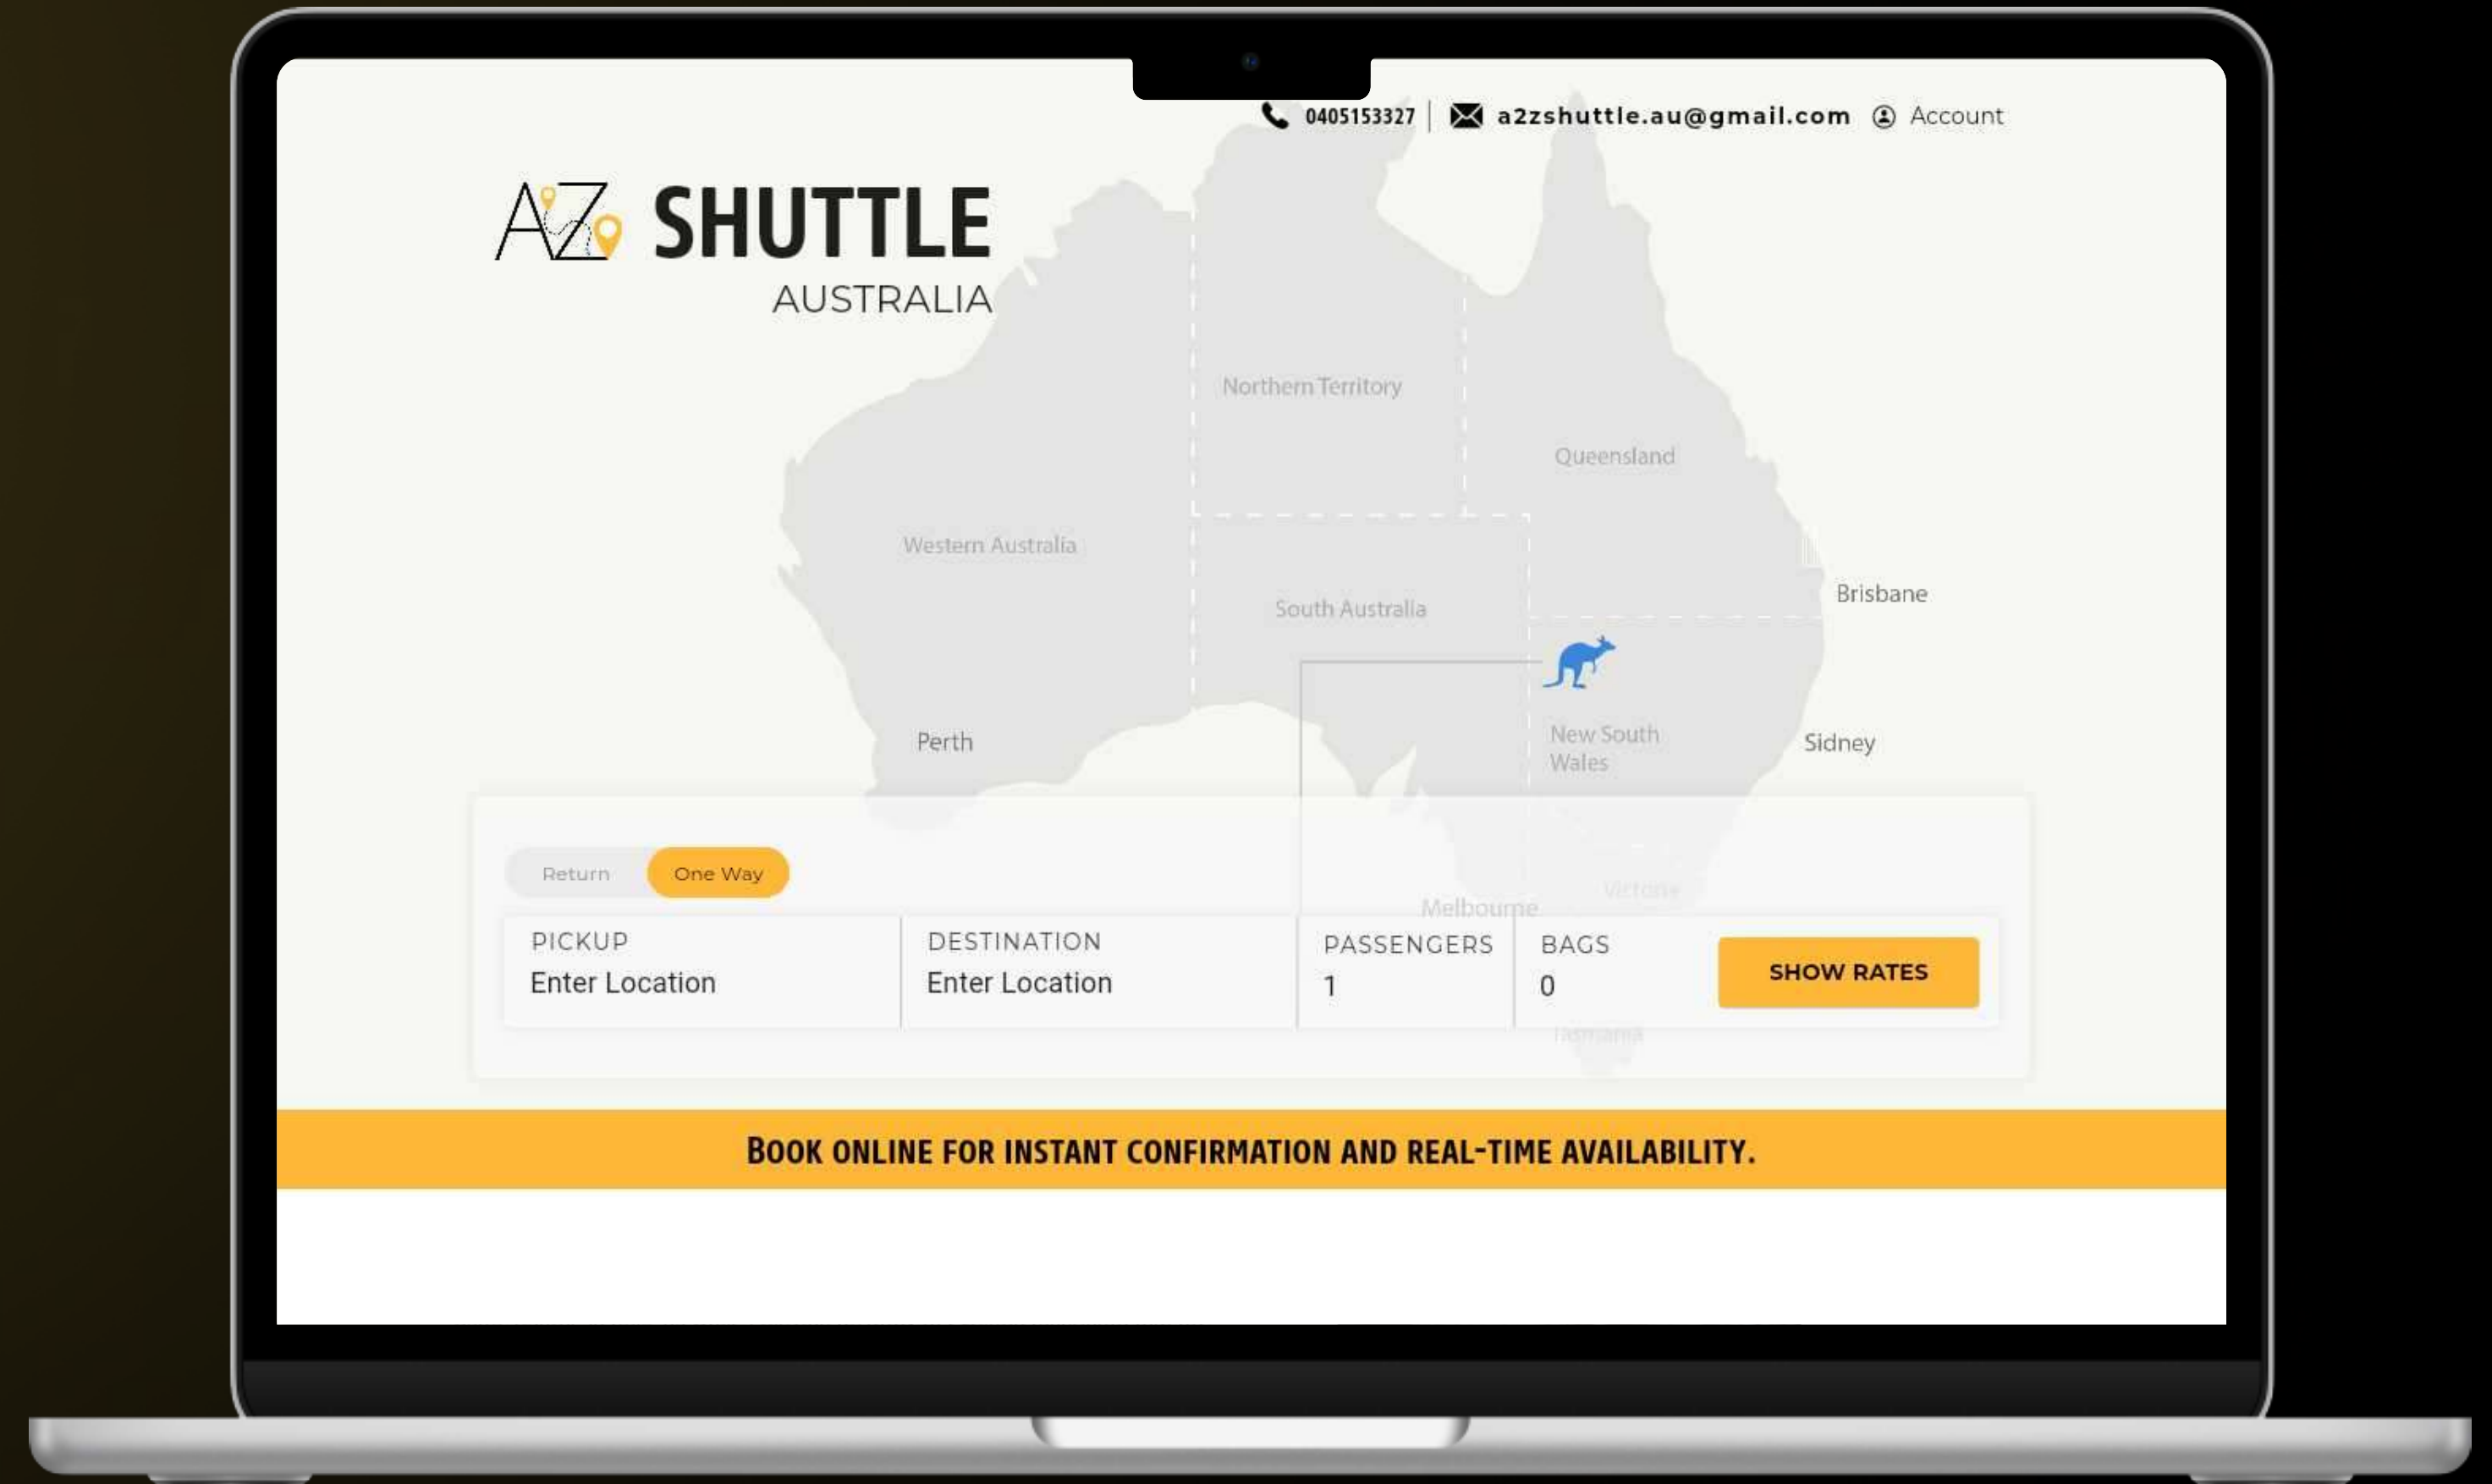 0405153327 a2zshuttle.au@gmail.com Account
AZ SHUTTLE
AUSTRALIA
Northern Territory
Queensland
Western Australia
Brisbane
South Australia
New South
Wales
Perth
Sidney
Return One Way
Victoria
Melbourne
PICKUP DESTINATION PASSENGERS BAGS
Enter Location Enter Location 1 0
SHOW RATES
Tasmania
BOOK ONLINE FOR INSTANT CONFIRMATION AND REAL-TIME AVAILABILITY.